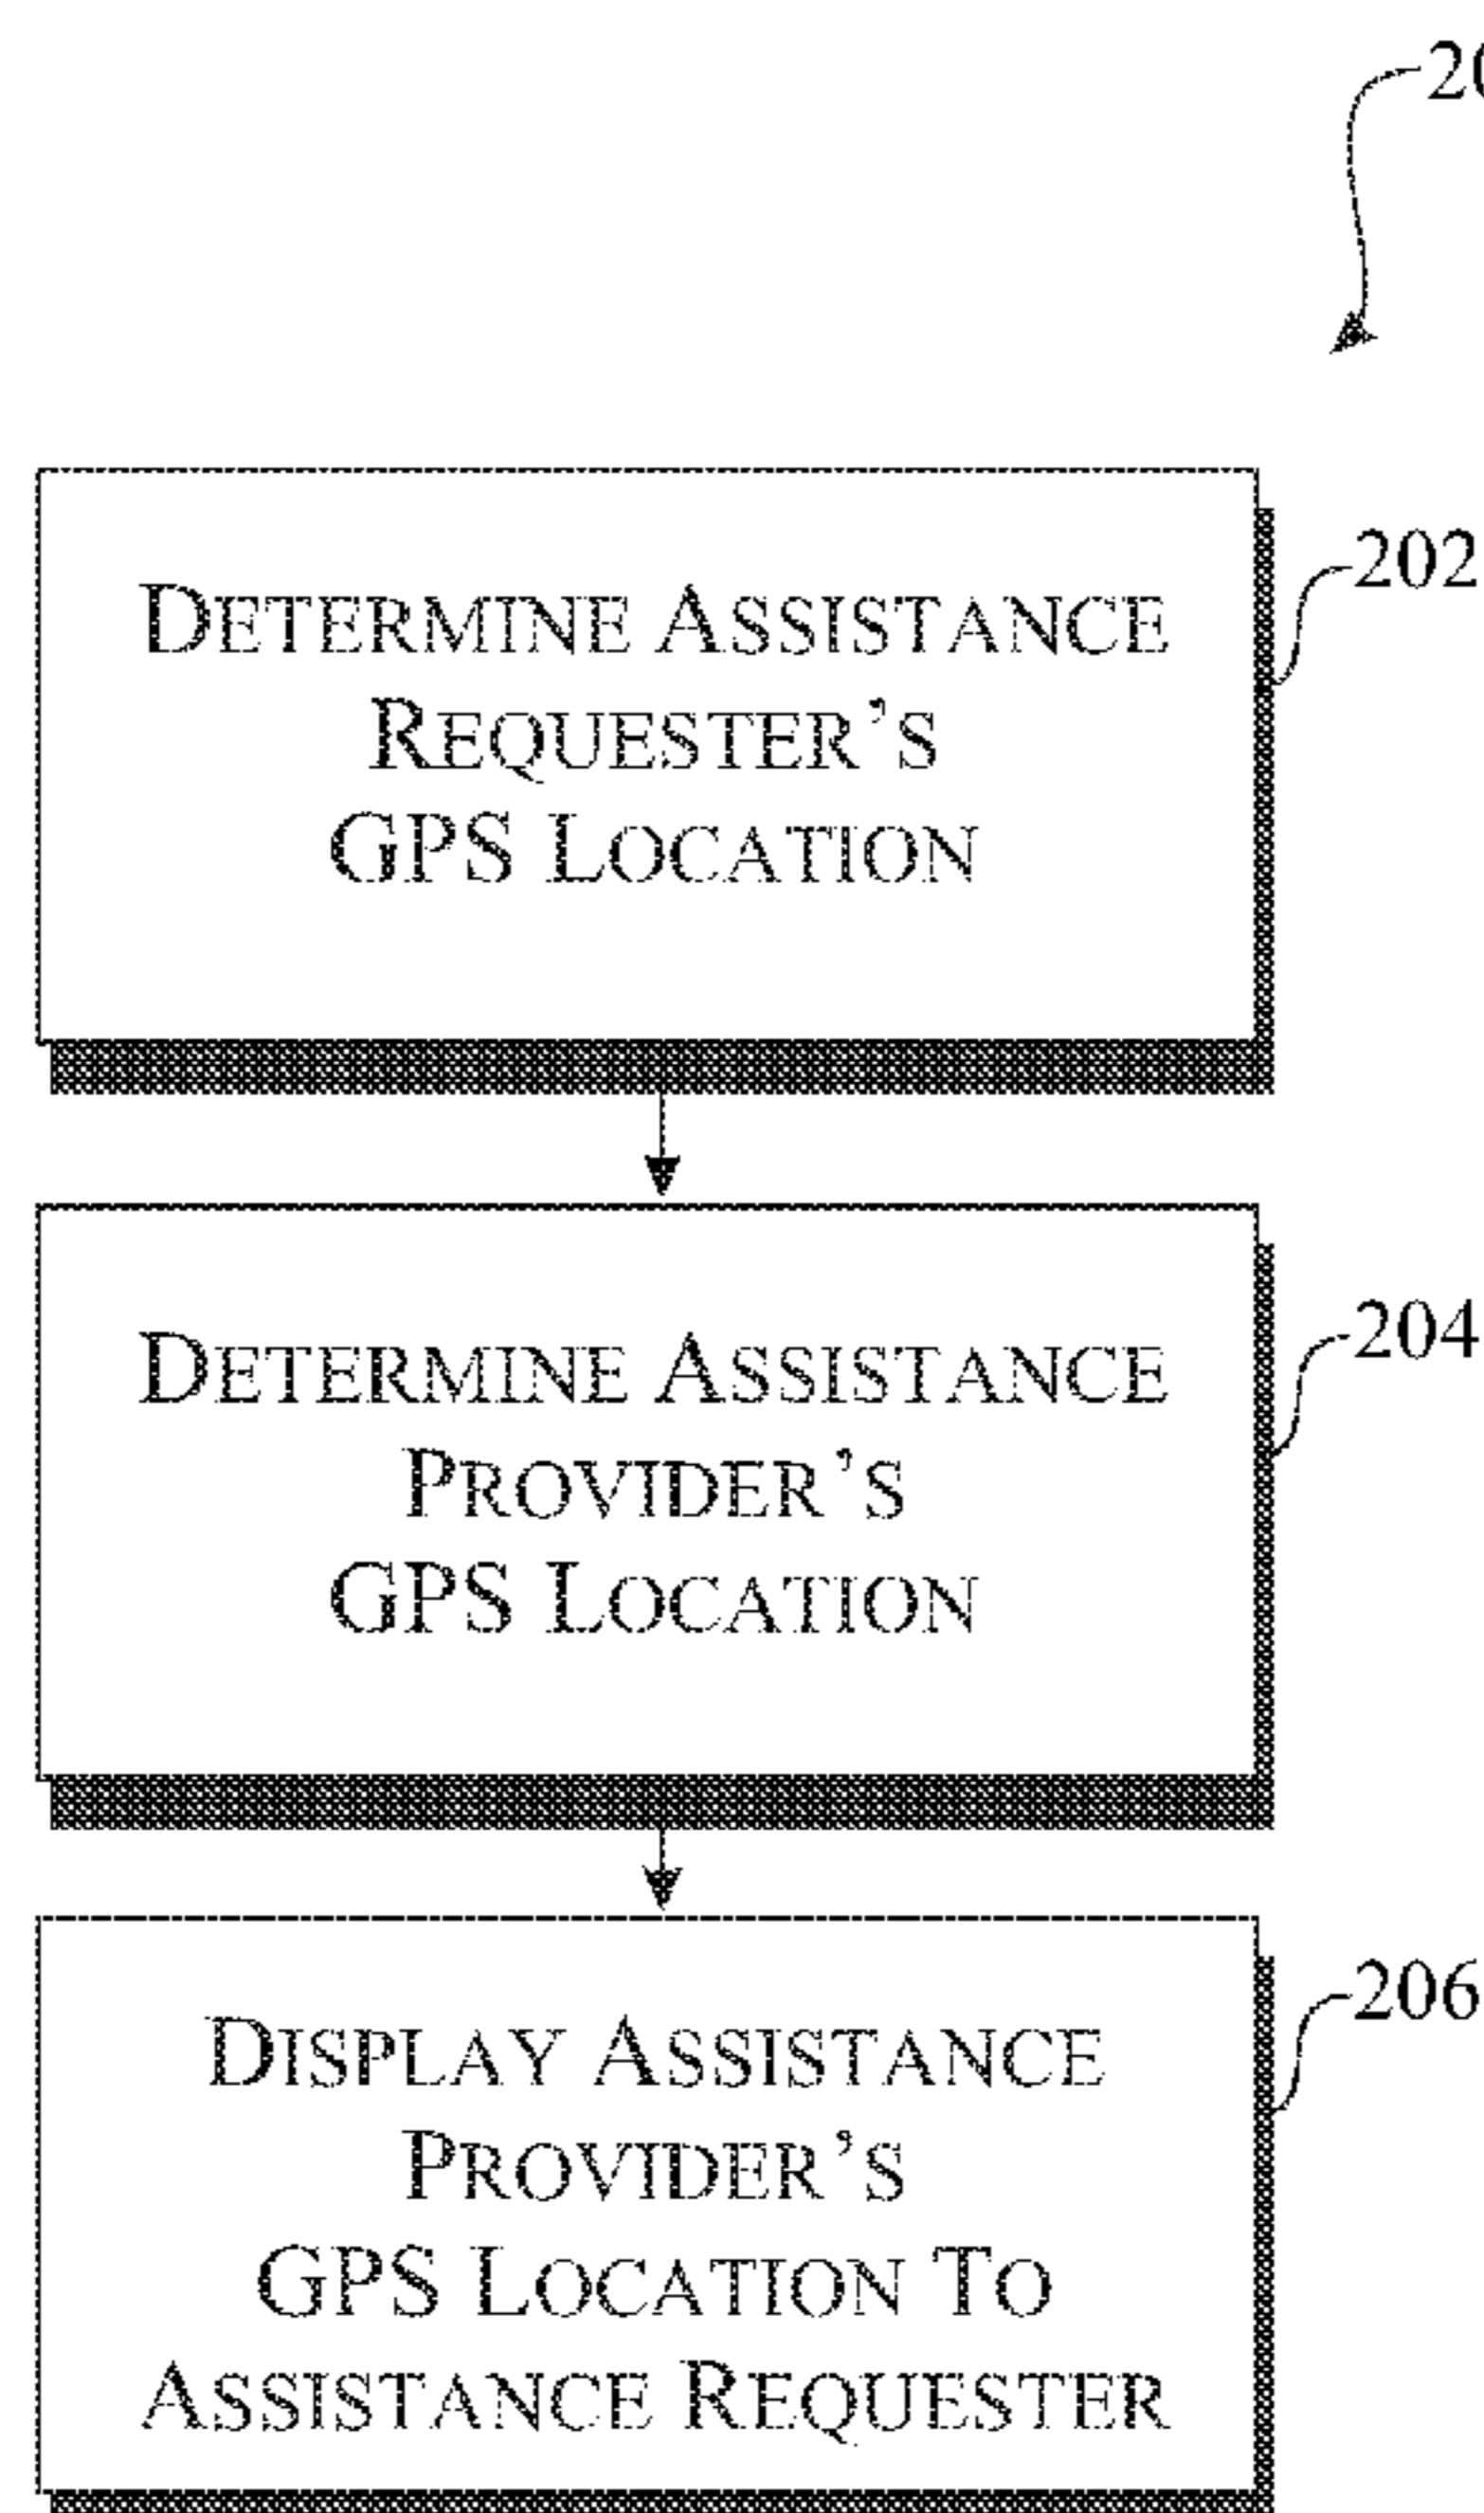 202
DETERMINE ASSISTANCE
REQUESTER'S
GPS LOCATION
204
DETERMINE ASSISTANCE
PROVIDER'S
GPS LOCATION
206
DISPLAY ASSISTANCE
PROVIDER'S
GPS LOCATION TO
ASSISTANCE REQUESTER